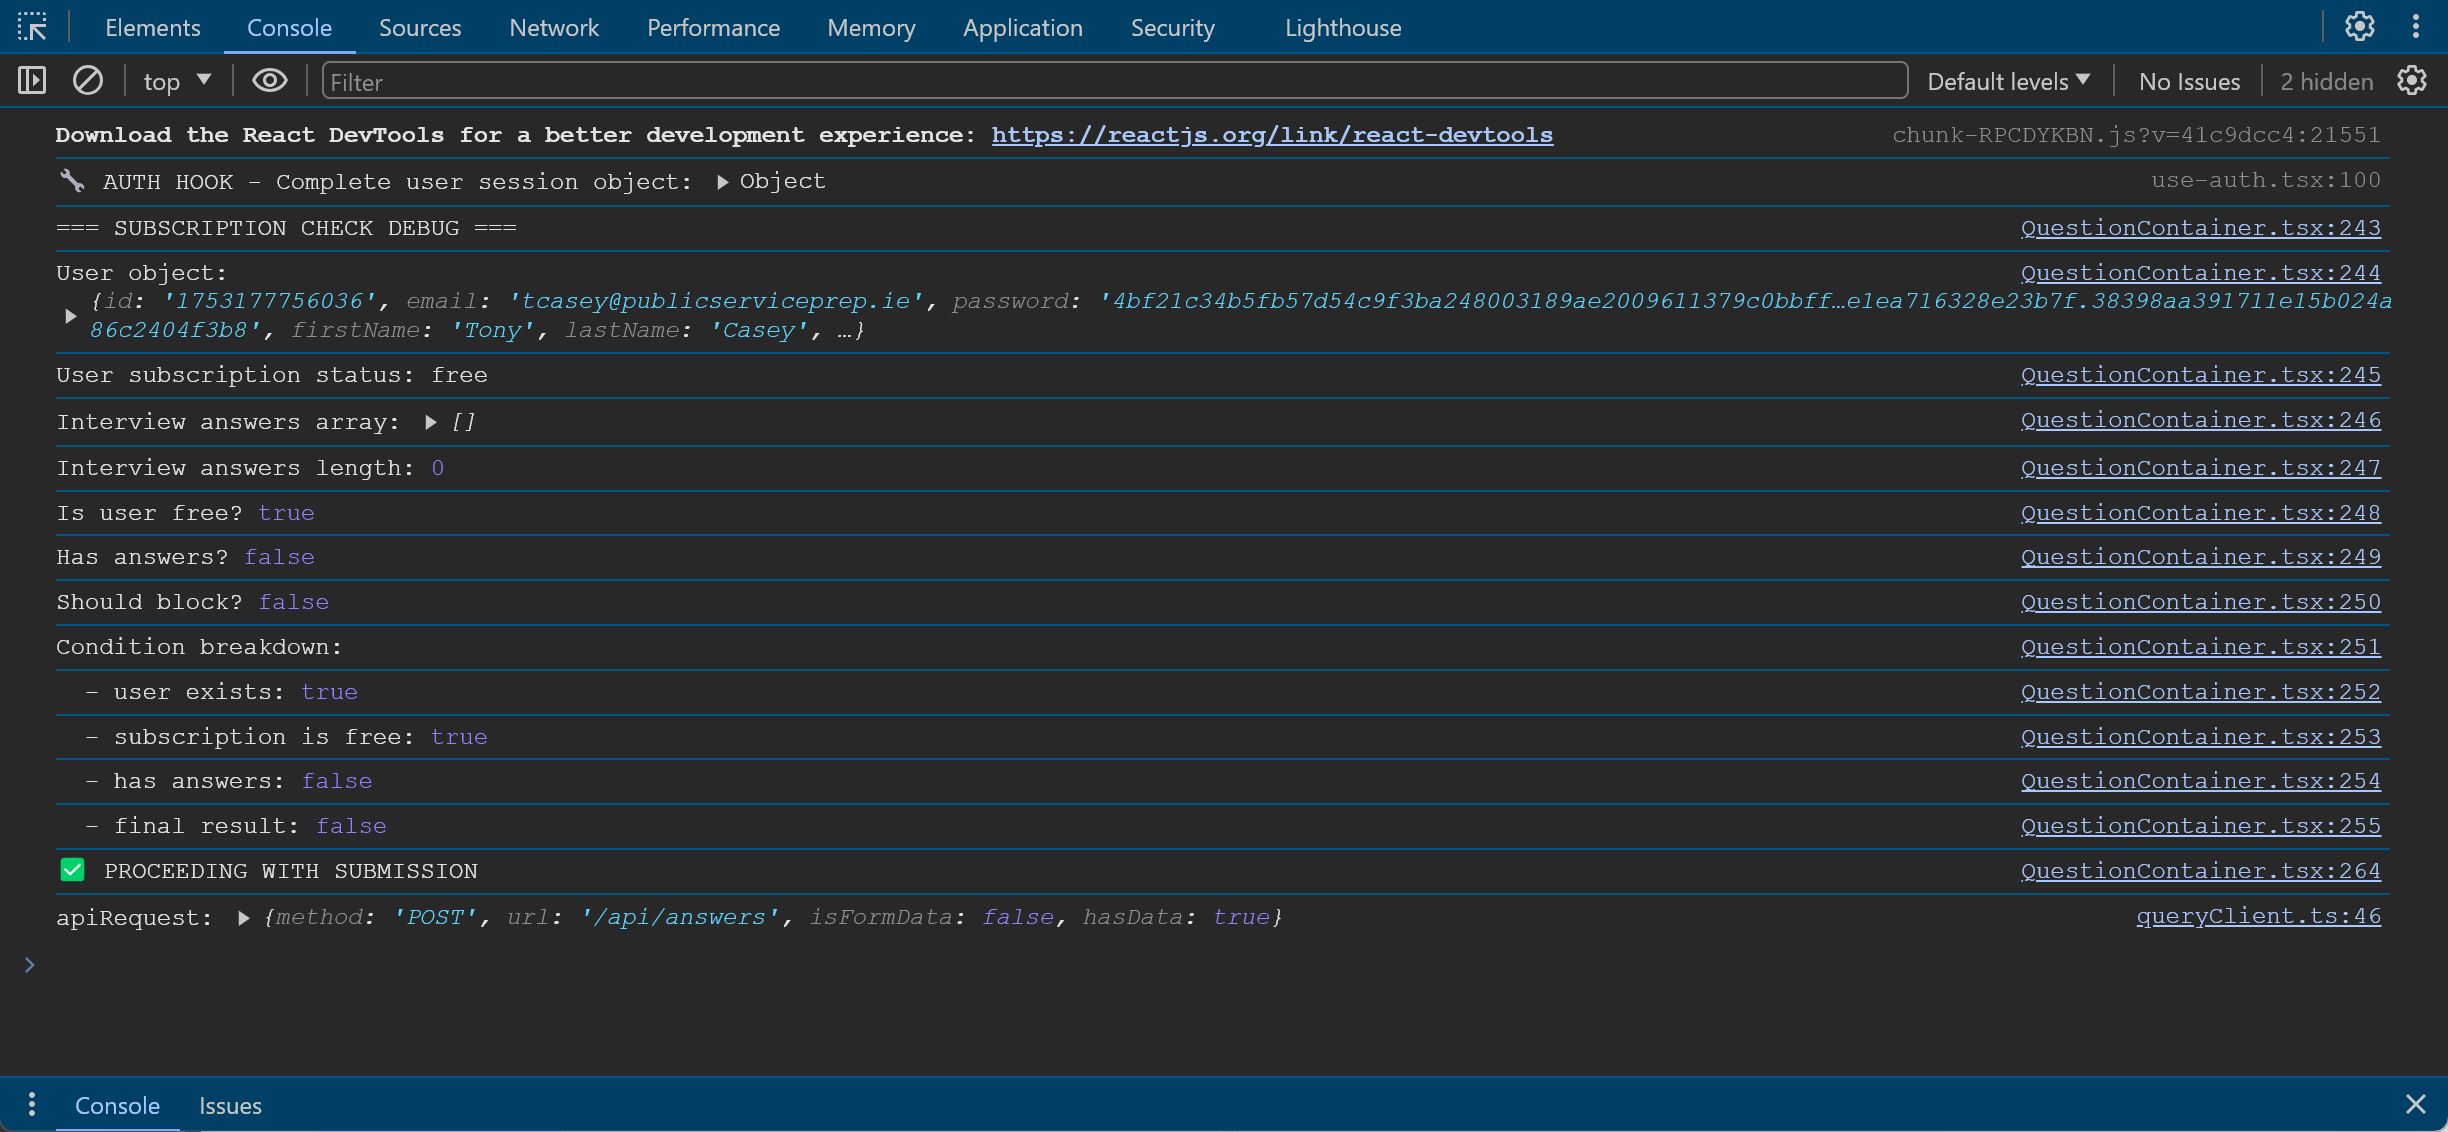 Elements Console Sources Network Performance Memory Application Security Lighthouse
top Filter Default levels No Issues 2 hidden
Download the React DevTools for a better development experience: https://reactjs.org/link/react-devtools chunk-RPCDYKBN.js?v=41c9dcc4:21551
AUTH HOOK - Complete user session object: Object use-auth.tsx:100
=== SUBSCRIPTION CHECK DEBUG === QuestionContainer.tsx:243
User object: QuestionContainer.tsx:244
{id: '1753177756036', email: 'tcasey@publicserviceprep.ie', password: '4bf21c34b5fb57d54c9f3ba248003189ae2009611379c0bbff…e1ea716328e23b7f.38398aa391711e15b024a
86c2404f3b8', firstName: 'Tony', lastName: 'Casey', …}
User subscription status: free QuestionContainer.tsx:245
Interview answers array: [] QuestionContainer.tsx:246
Interview answers length: 0 QuestionContainer.tsx:247
Is user free? true QuestionContainer.tsx:248
Has answers? false QuestionContainer.tsx:249
Should block? false QuestionContainer.tsx:250
Condition breakdown: QuestionContainer.tsx:251
- user exists: true QuestionContainer.tsx:252
- subscription is free: true QuestionContainer.tsx:253
- has answers: false QuestionContainer.tsx:254
- final result: false QuestionContainer.tsx:255
✅ PROCEEDING WITH SUBMISSION QuestionContainer.tsx:264
apiRequest: {method: 'POST', url: '/api/answers', isFormData: false, hasData: true} queryClient.ts:46
Console Issues